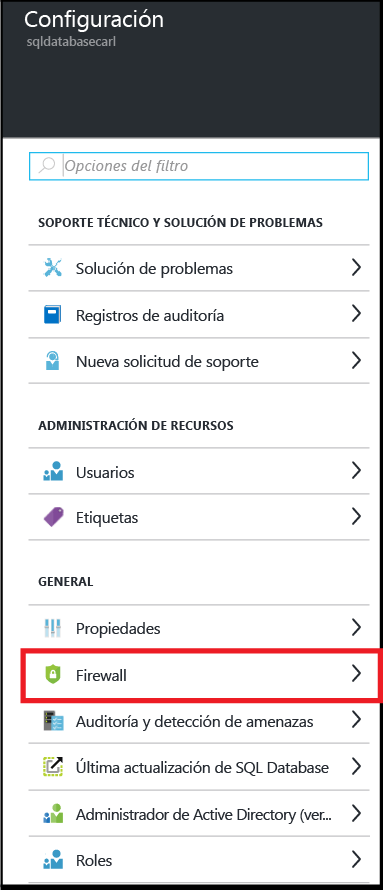 Configuración
sqldatabasecarl
Opciones del filtro
SOPORTE TÉCNICO Y SOLUCIÓN DE PROBLEMAS
Solución de problemas
Registros de auditoría
Nueva solicitud de soporte
ADMINISTRACIÓN DE RECURSOS
Usuarios
Etiquetas
GENERAL
Propiedades
Firewall
Auditoría y detección de amenazas
Última actualización de SQL Database
Administrador de Active Directory (ver...
Roles